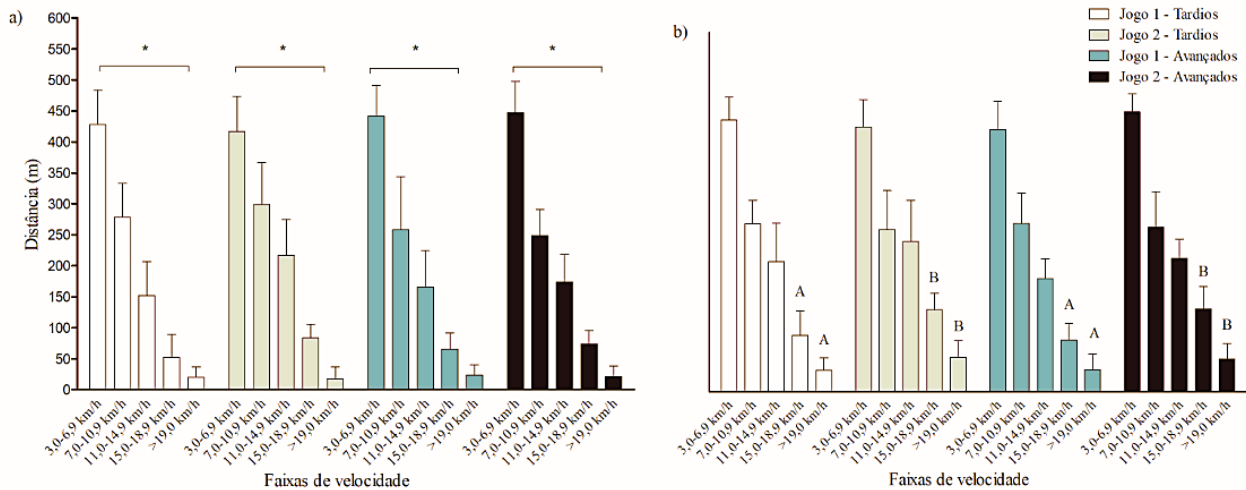 a)
600
550
500
450
400
350
300
250
200
150
100
50
0
Distância (m)
* * * *
3,0-6,9 km/h
7,0-10,9 km/h
11,0-14,9 km/h
15,0-18,9 km/h
>19,0 km/h
3,0-6,9 km/h
7,0-10,9 km/h
11,0-14,9 km/h
15,0-18,9 km/h
>19,0 km/h
3,0-6,9 km/h
7,0-10,9 km/h
11,0-14,9 km/h
15,0-18,9 km/h
>19,0 km/h
3,0-6,9 km/h
7,0-10,9 km/h
11,0-14,9 km/h
15,0-18,9 km/h
>19,0 km/h
Faixas de velocidade
b)
Jogo 1 - Tardios
Jogo 2 - Tardios
Jogo 1 - Avançados
Jogo 2 - Avançados
A
A
B
B
A
A
B
B
3,0-6,9 km/h
7,0-10,9 km/h
11,0-14,9 km/h
15,0-18,9 km/h
>19,0 km/h
3,0-6,9 km/h
7,0-10,9 km/h
11,0-14,9 km/h
15,0-18,9 km/h
>19,0 km/h
3,0-6,9 km/h
7,0-10,9 km/h
11,0-14,9 km/h
15,0-18,9 km/h
>19,0 km/h
3,0-6,9 km/h
7,0-10,9 km/h
11,0-14,9 km/h
15,0-18,9 km/h
>19,0 km/h
Faixas de velocidade